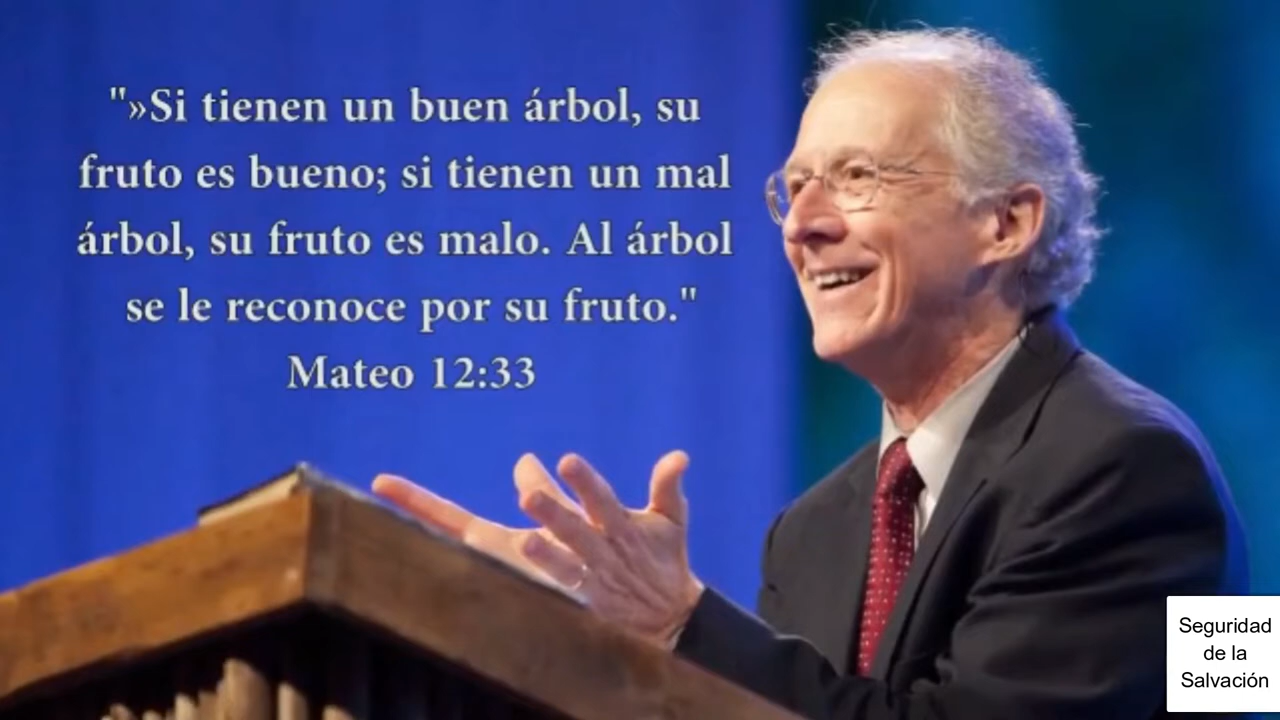 "»Si tienen un buen árbol, su
fruto es bueno; si tienen un mal
árbol, su fruto es malo. Al árbol
se le reconoce por su fruto."
Mateo 12:33
Seguridad
de la
Salvación